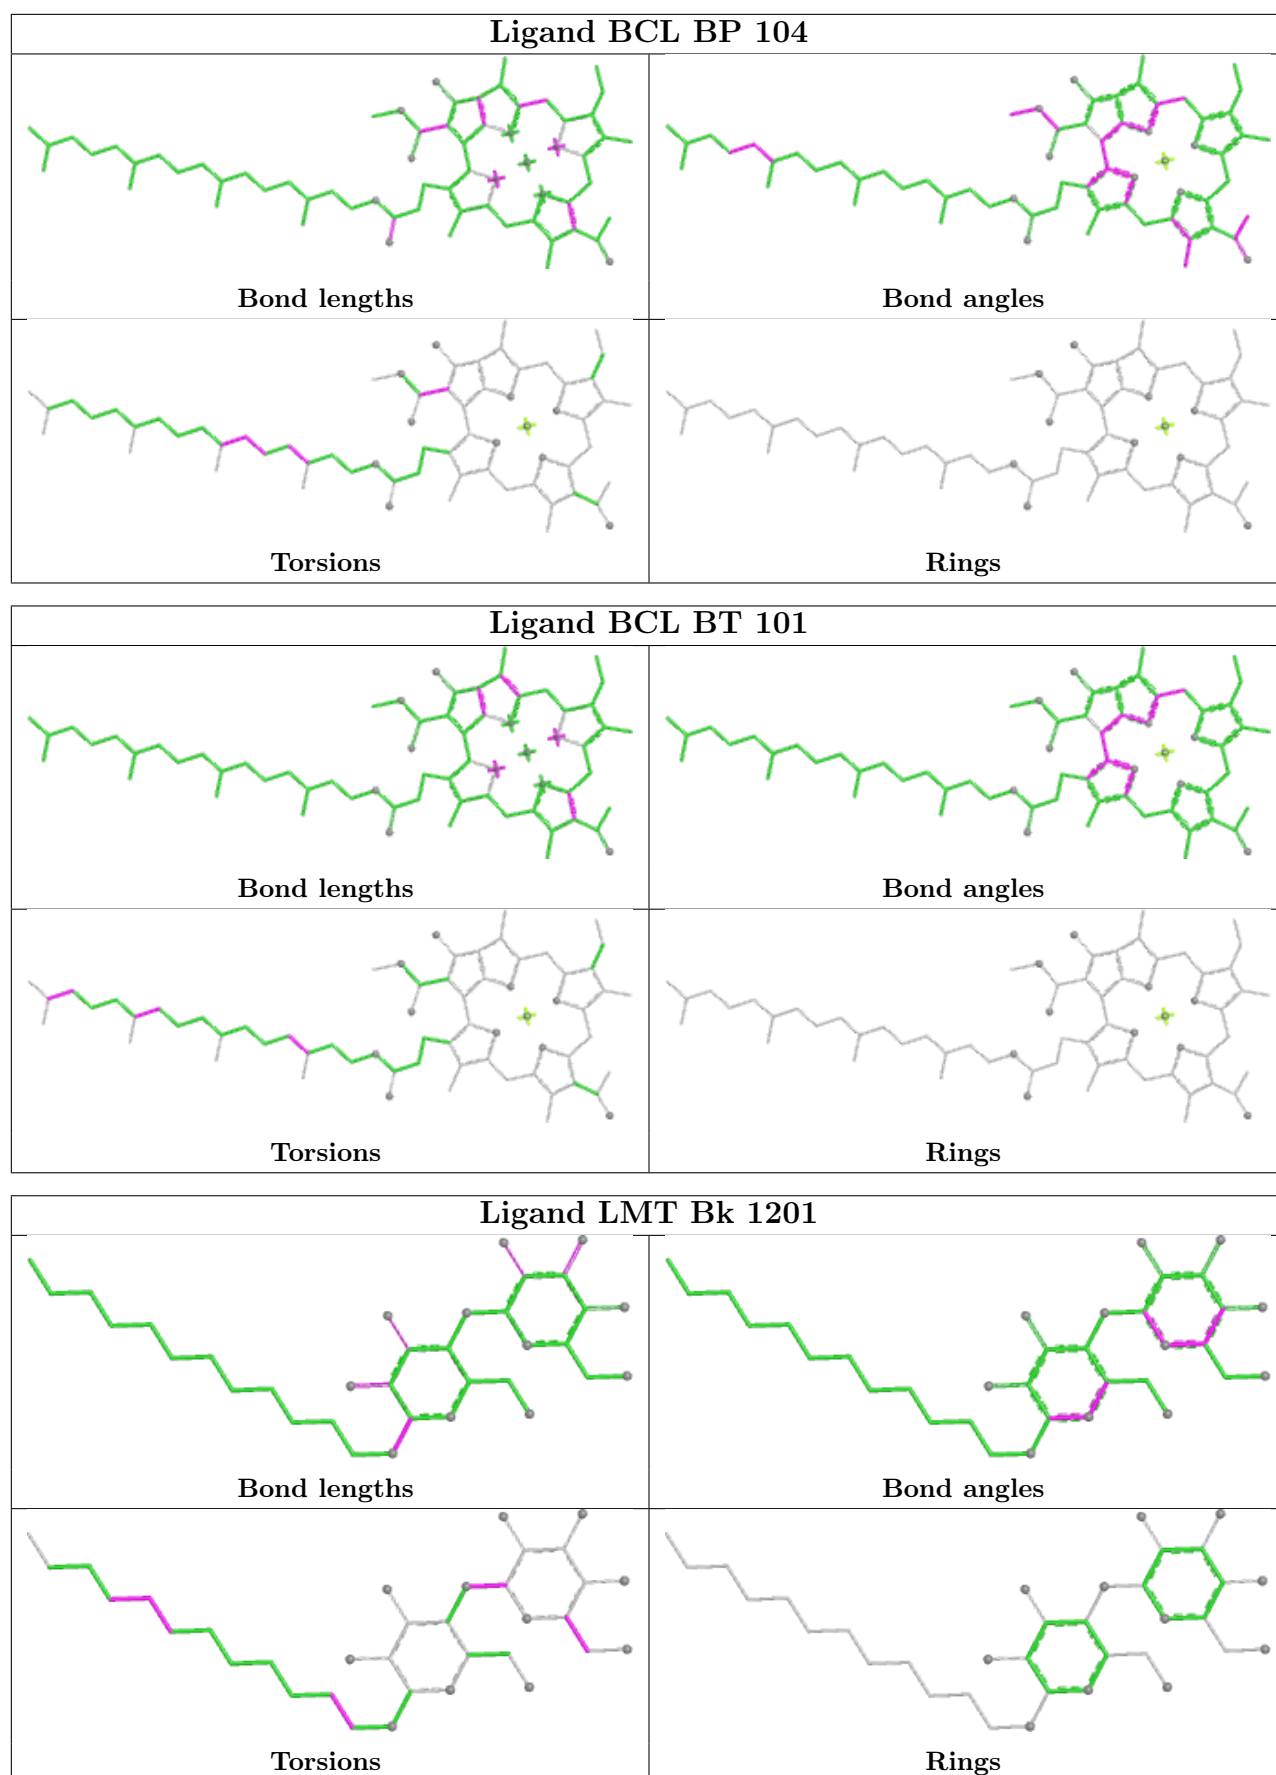 Ligand BCL BP 104
Bond lengths
Bond angles
Torsions
Rings
Ligand BCL BT 101
Bond lengths
Bond angles
Torsions
Rings
Ligand LMT Bk 1201
Bond lengths
Bond angles
Torsions
Rings